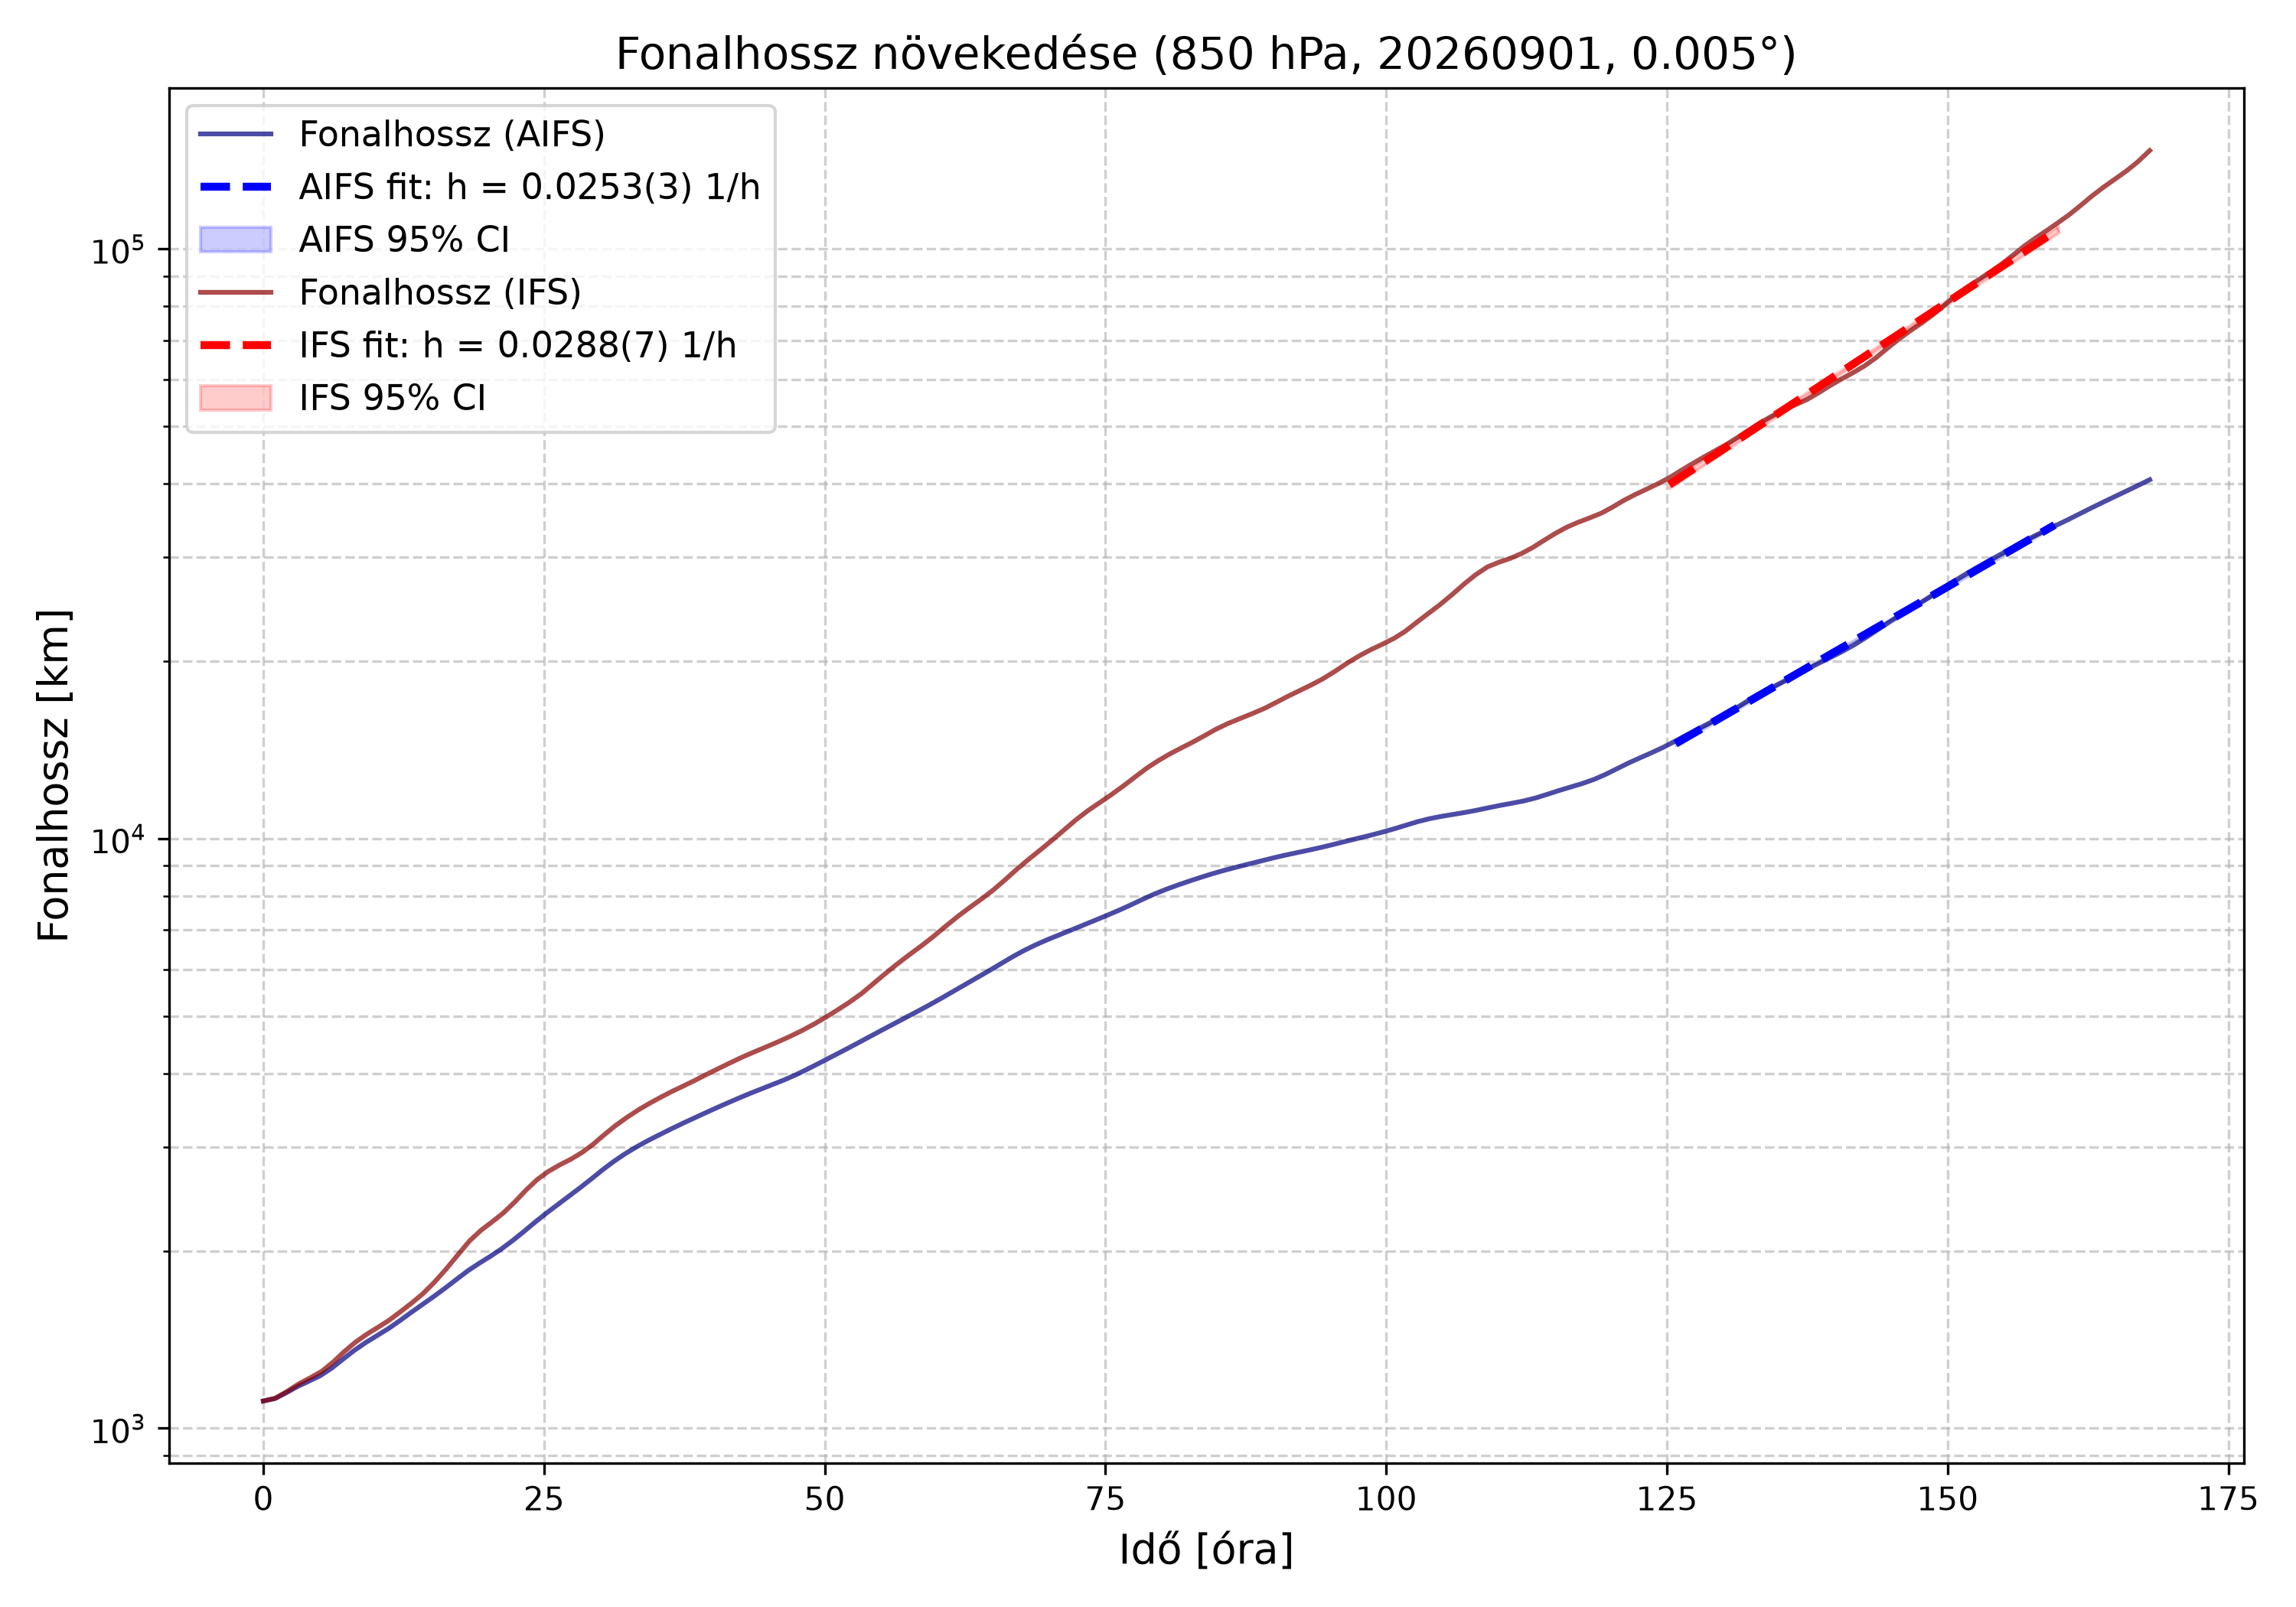 Fonalhossz növekedése (850 hPa, 20260901, 0.005°)
Fonalhossz (AIFS)
AIFS fit: h = 0.0253(3) 1/h
AIFS 95% CI
Fonalhossz (IFS)
IFS fit: h = 0.0288(7) 1/h
IFS 95% CI
Fonalhossz [km]
10⁵
10⁴
10³
0 25 50 75 100 125 150 175
Idő [óra]